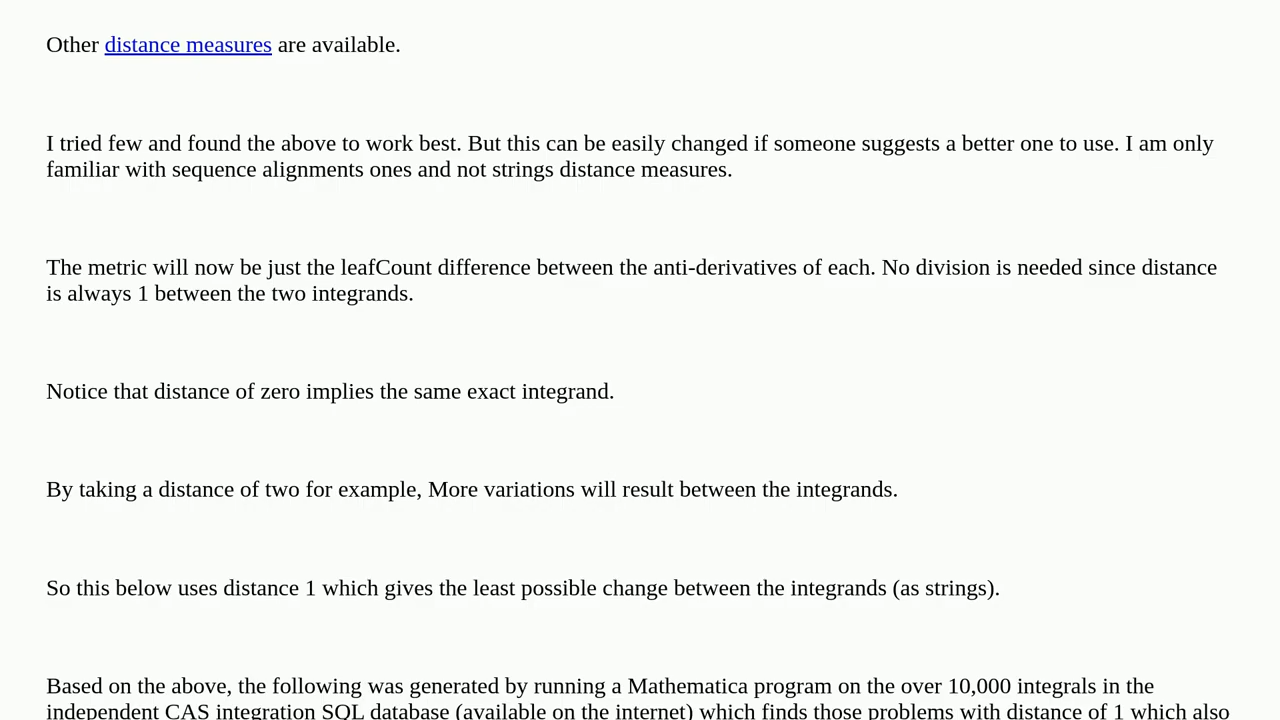 Other distance measures are available.
I tried few and found the above to work best. But this can be easily changed if someone suggests a better one to use. I am only
familiar with sequence alignments ones and not strings distance measures.
The metric will now be just the leafCount difference between the anti-derivatives of each. No division is needed since distance
is always 1 between the two integrands.
Notice that distance of zero implies the same exact integrand.
By taking a distance of two for example, More variations will result between the integrands.
So this below uses distance 1 which gives the least possible change between the integrands (as strings).
Based on the above, the following was generated by running a Mathematica program on the over 10,000 integrals in the
independent CAS integration SQL database (available on the internet) which finds those problems with distance of 1 which also